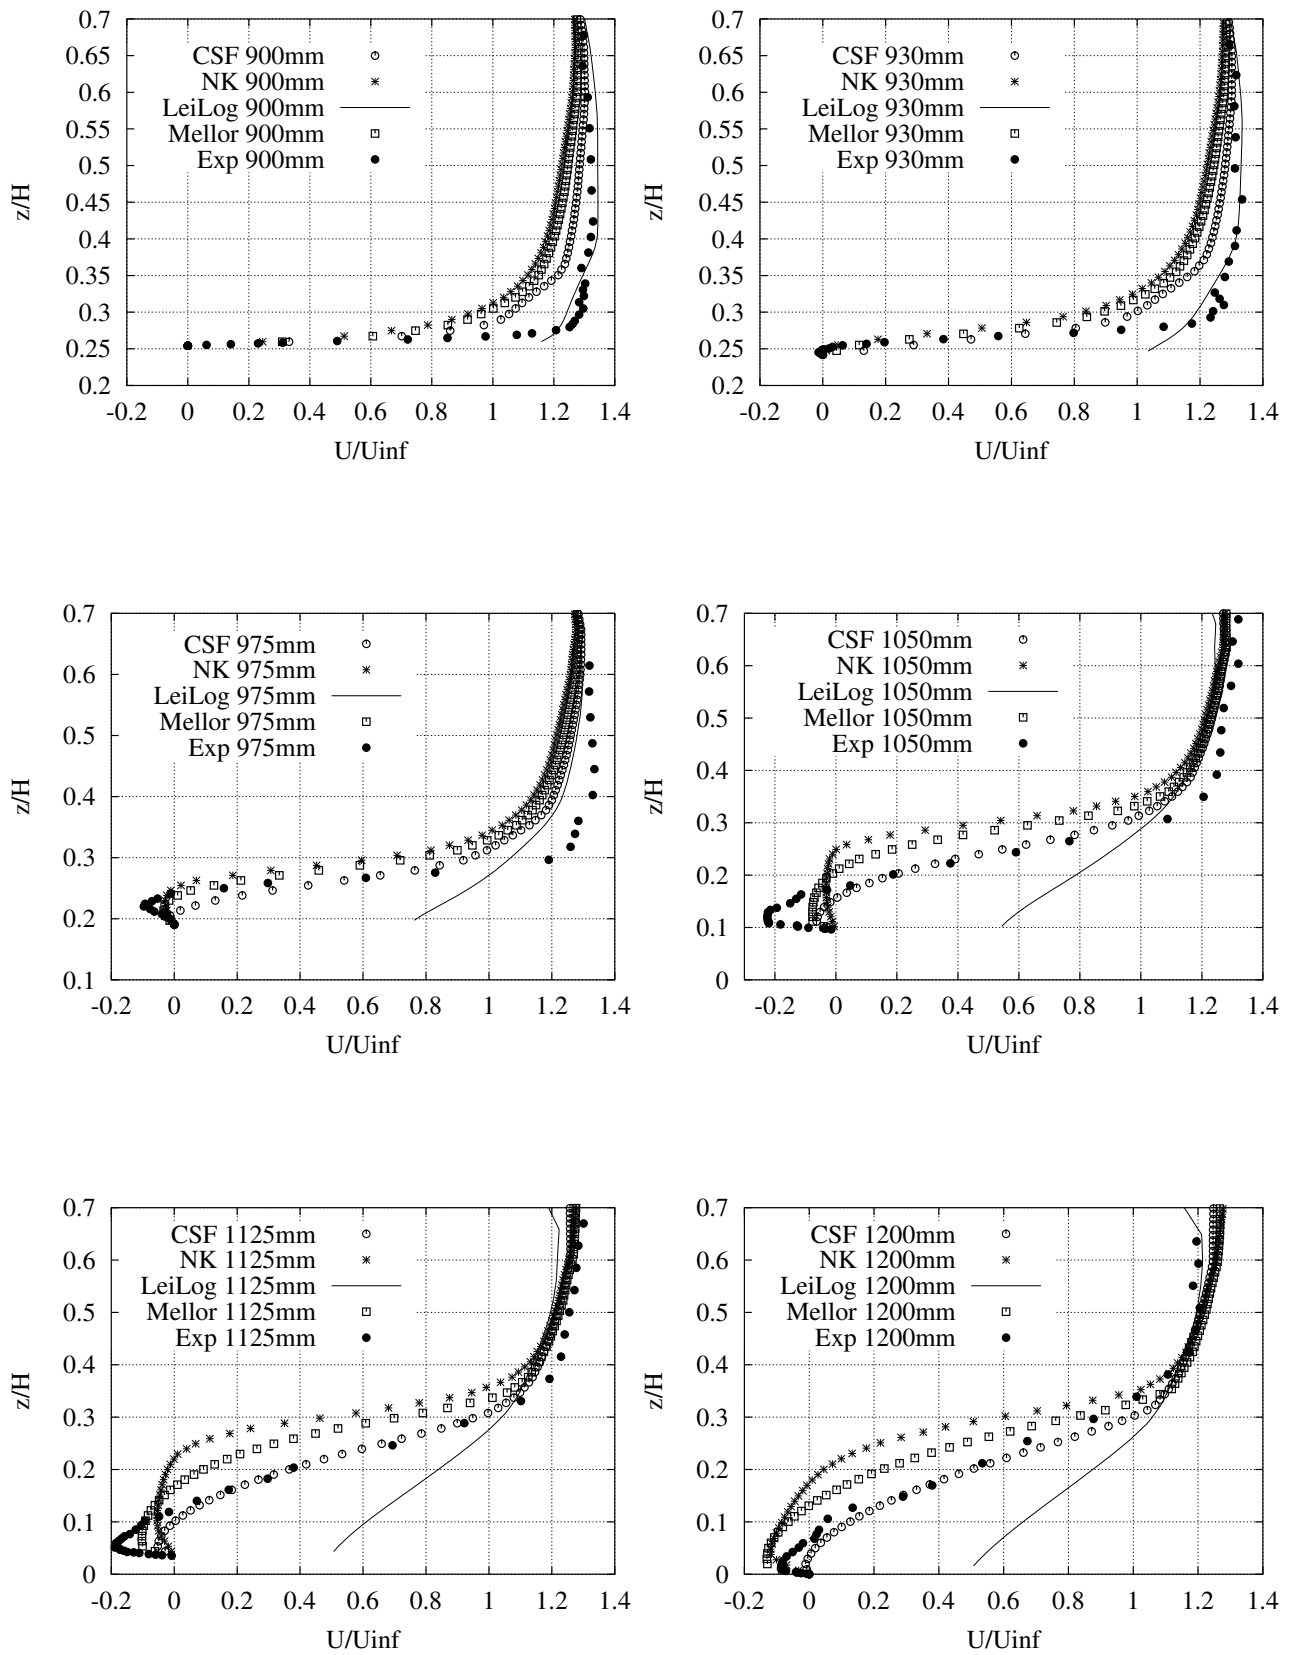 0.7
0.65
0.6
0.55
0.5
0.45
0.4
0.35
0.3
0.25
0.2
z/H
CSF 900mm
NK 900mm
LeiLog 900mm
Mellor 900mm
Exp 900mm
-0.2 0 0.2 0.4 0.6 0.8 1 1.2 1.4
U/Uinf
0.7
0.65
0.6
0.55
0.5
0.45
0.4
0.35
0.3
0.25
0.2
z/H
CSF 930mm
NK 930mm
LeiLog 930mm
Mellor 930mm
Exp 930mm
-0.2 0 0.2 0.4 0.6 0.8 1 1.2 1.4
U/Uinf
0.7
0.6
0.5
0.4
0.3
0.2
0.1
z/H
CSF 975mm
NK 975mm
LeiLog 975mm
Mellor 975mm
Exp 975mm
-0.2 0 0.2 0.4 0.6 0.8 1 1.2 1.4
U/Uinf
0.7
0.6
0.5
0.4
0.3
0.2
0.1
0
z/H
CSF 1050mm
NK 1050mm
LeiLog 1050mm
Mellor 1050mm
Exp 1050mm
-0.2 0 0.2 0.4 0.6 0.8 1 1.2 1.4
U/Uinf
0.7
0.6
0.5
0.4
0.3
0.2
0.1
0
z/H
CSF 1125mm
NK 1125mm
LeiLog 1125mm
Mellor 1125mm
Exp 1125mm
-0.2 0 0.2 0.4 0.6 0.8 1 1.2 1.4
U/Uinf
0.7
0.6
0.5
0.4
0.3
0.2
0.1
0
z/H
CSF 1200mm
NK 1200mm
LeiLog 1200mm
Mellor 1200mm
Exp 1200mm
-0.2 0 0.2 0.4 0.6 0.8 1 1.2 1.4
U/Uinf